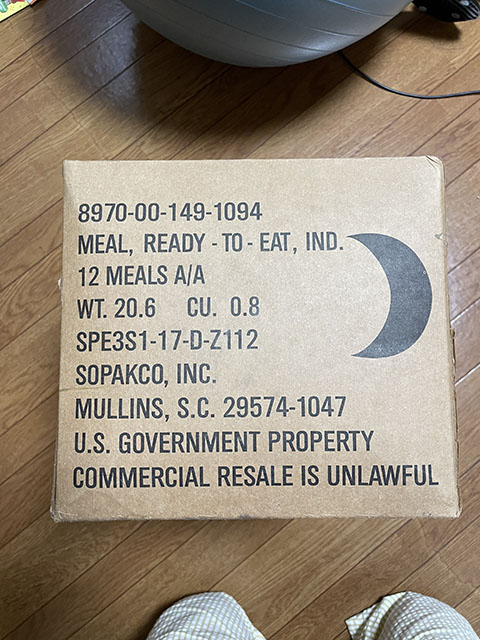 8970-00-149-1094
MEAL, READY - TO - EAT, IND.
12 MEALS A/A
WT. 20.6 CU. 0.8
SPE3S1-17-D-Z112
SOPAKCO, INC.
MULLINS, S.C. 29574-1047
U.S. GOVERNMENT PROPERTY
COMMERCIAL RESALE IS UNLAWFUL